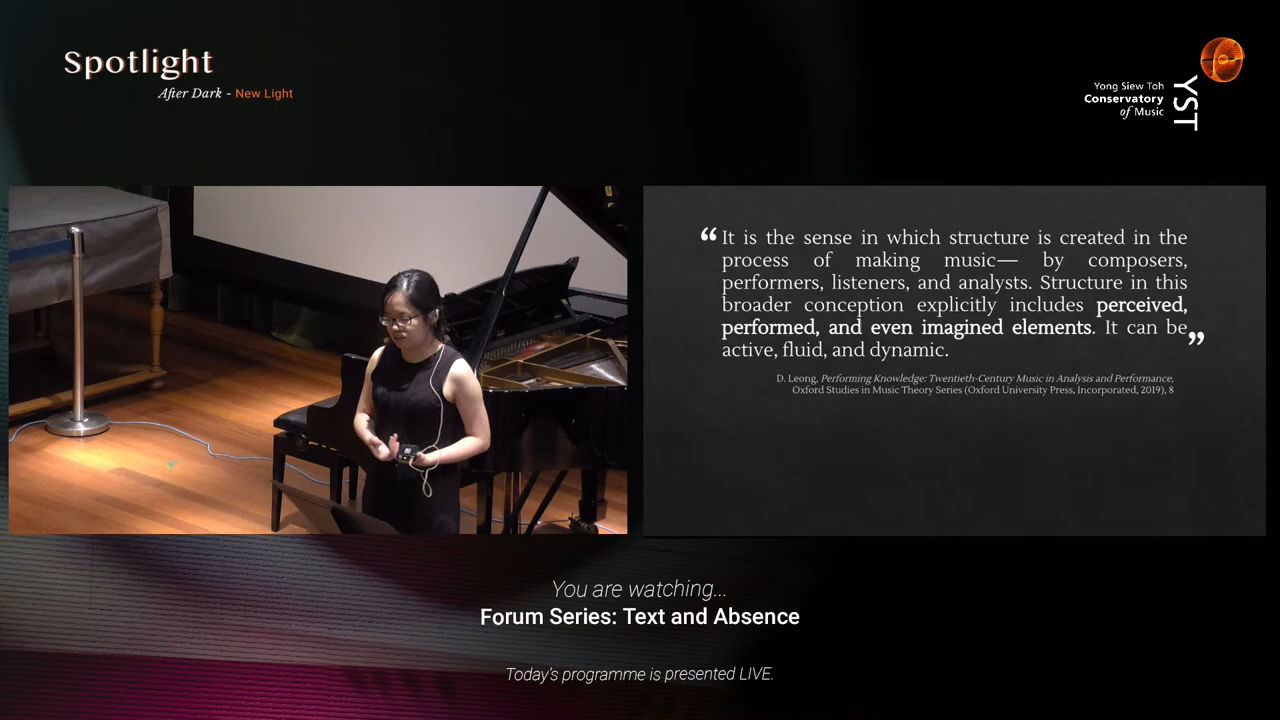 Spotlight
After Dark - New Light
Yong Siew Toh
Conservatory
of Music
YST
“ It is the sense in which structure is created in the
process of making music— by composers,
performers, listeners, and analysts. Structure in this
broader conception explicitly includes perceived,
performed, and even imagined elements. It can be
active, fluid, and dynamic. ”
D. Leong, Performing Knowledge: Twentieth-Century Music in Analysis and Performance,
Oxford Studies in Music Theory Series (Oxford University Press, Incorporated, 2019), 8
You are watching...
Forum Series: Text and Absence
Today's programme is presented LIVE.